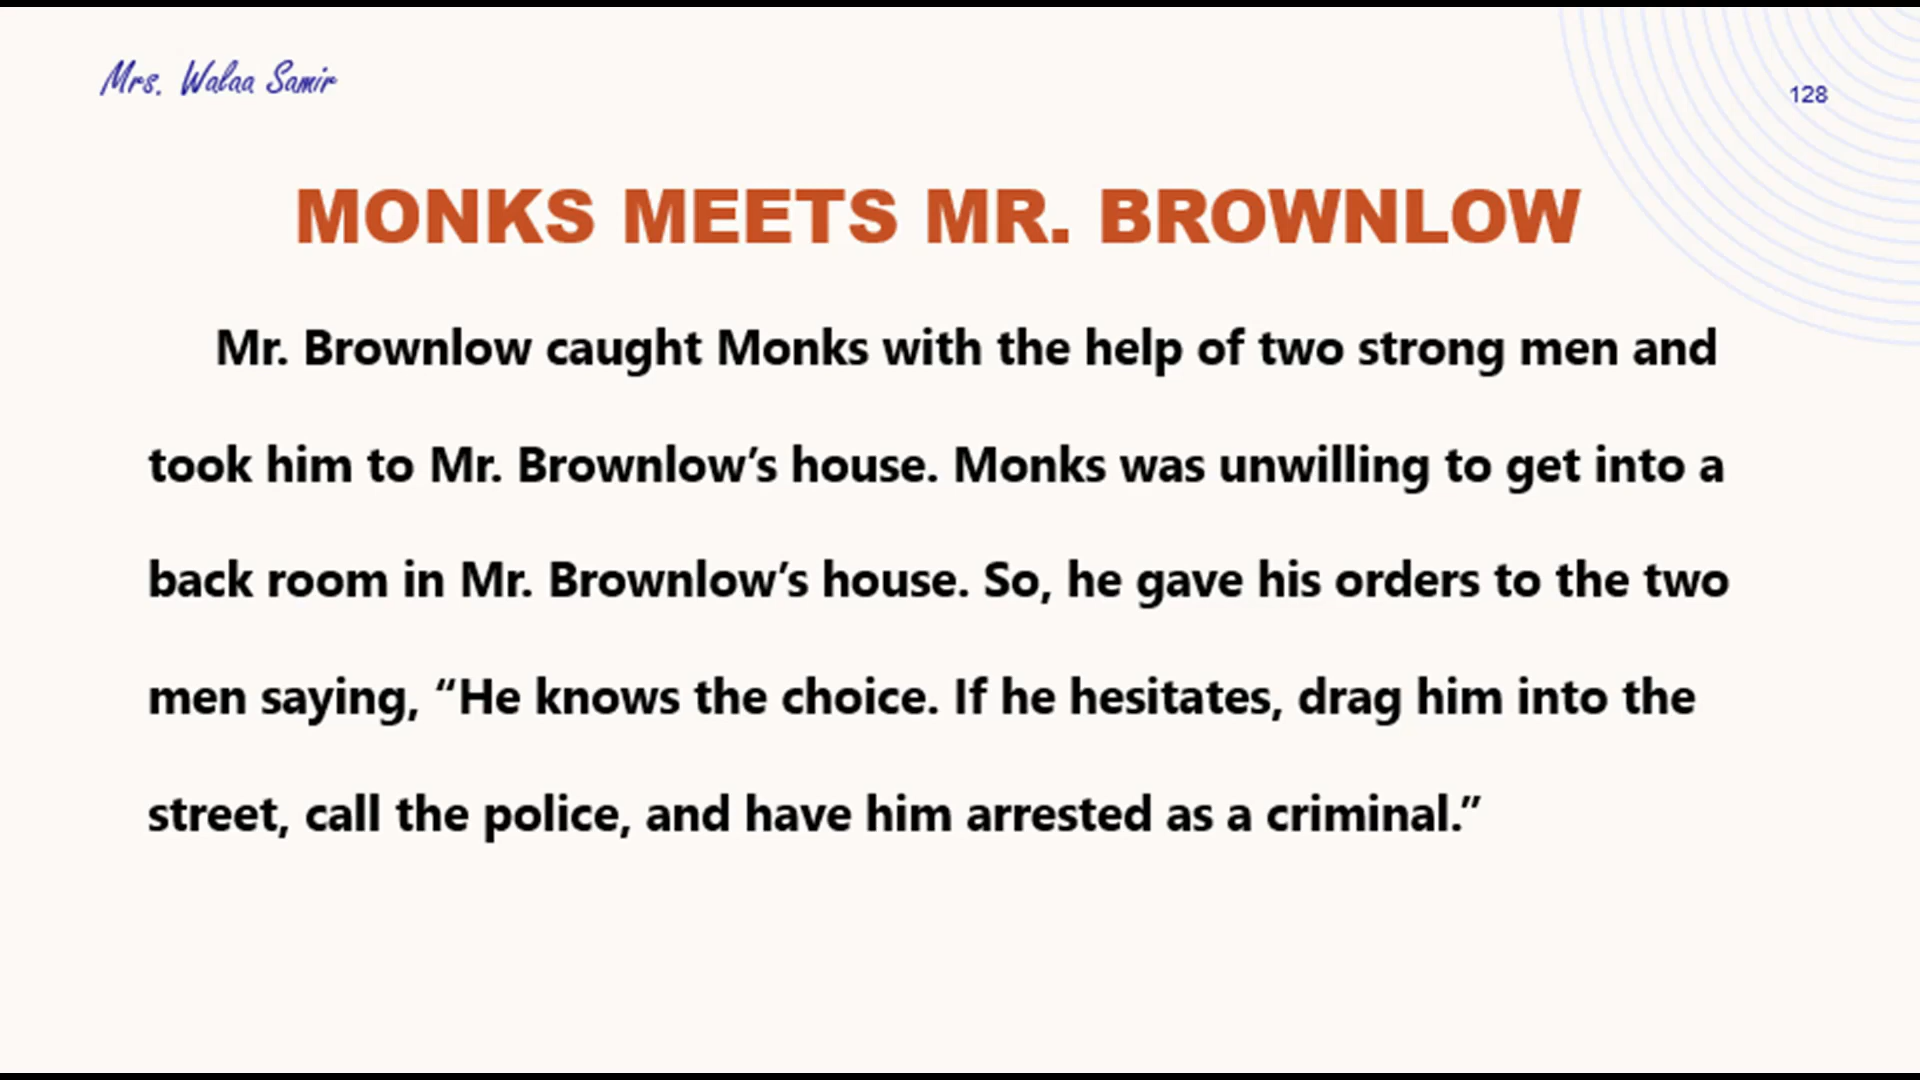 Mrs. Walaa Samir
128
MONKS MEETS MR. BROWNLOW
Mr. Brownlow caught Monks with the help of two strong men and
took him to Mr. Brownlow’s house. Monks was unwilling to get into a
back room in Mr. Brownlow’s house. So, he gave his orders to the two
men saying, “He knows the choice. If he hesitates, drag him into the
street, call the police, and have him arrested as a criminal.”